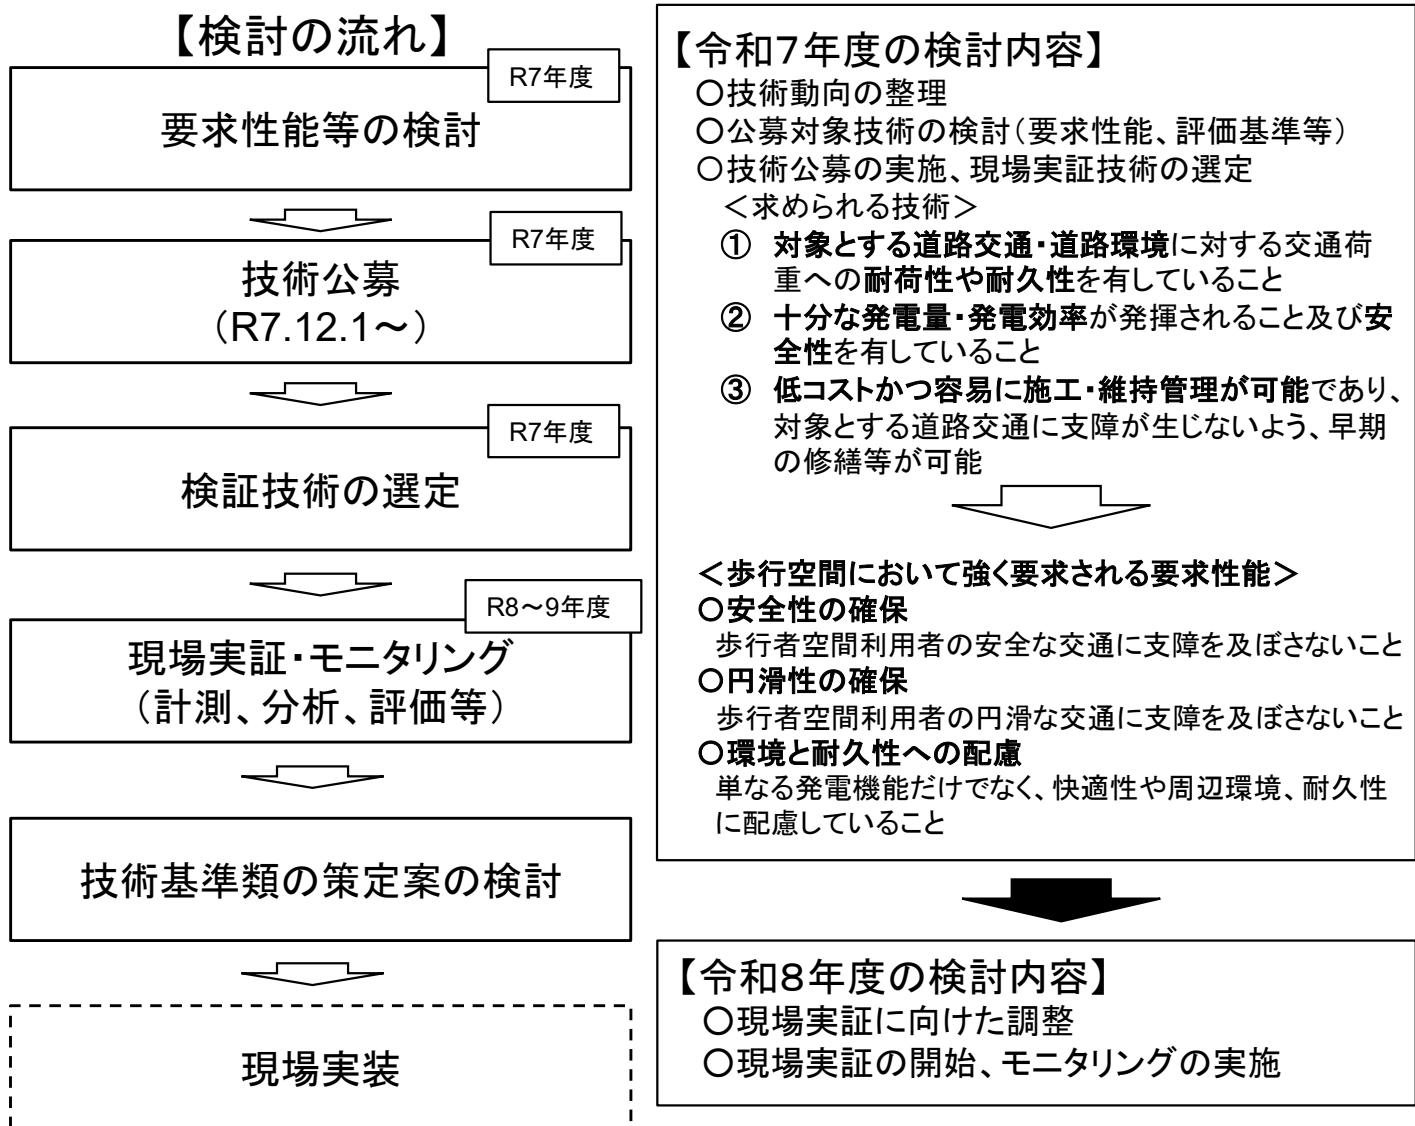 【検討の流れ】
R7年度
要求性能等の検討
R7年度
技術公募
（R7.12.1～）
R7年度
検証技術の選定
R8～9年度
現場実証・モニタリング
（計測、分析、評価等）
技術基準類の策定案の検討
現場実装
【令和7年度の検討内容】
○技術動向の整理
○公募対象技術の検討（要求性能、評価基準等）
○技術公募の実施、現場実証技術の選定
＜求められる技術＞
① 対象とする道路交通・道路環境に対する交通荷
重への耐荷性や耐久性を有していること
② 十分な発電量・発電効率が発揮されること及び安
全性を有していること
③ 低コストかつ容易に施工・維持管理が可能であり、
対象とする道路交通に支障が生じないよう、早期
の修繕等が可能
＜歩行空間において強く要求される要求性能＞
○安全性の確保
歩行者空間利用者の安全な交通に支障を及ぼさないこと
○円滑性の確保
歩行者空間利用者の円滑な交通に支障を及ぼさないこと
○環境と耐久性への配慮
単なる発電機能だけでなく、快適性や周辺環境、耐久性
に配慮していること
【令和8年度の検討内容】
○現場実証に向けた調整
○現場実証の開始、モニタリングの実施